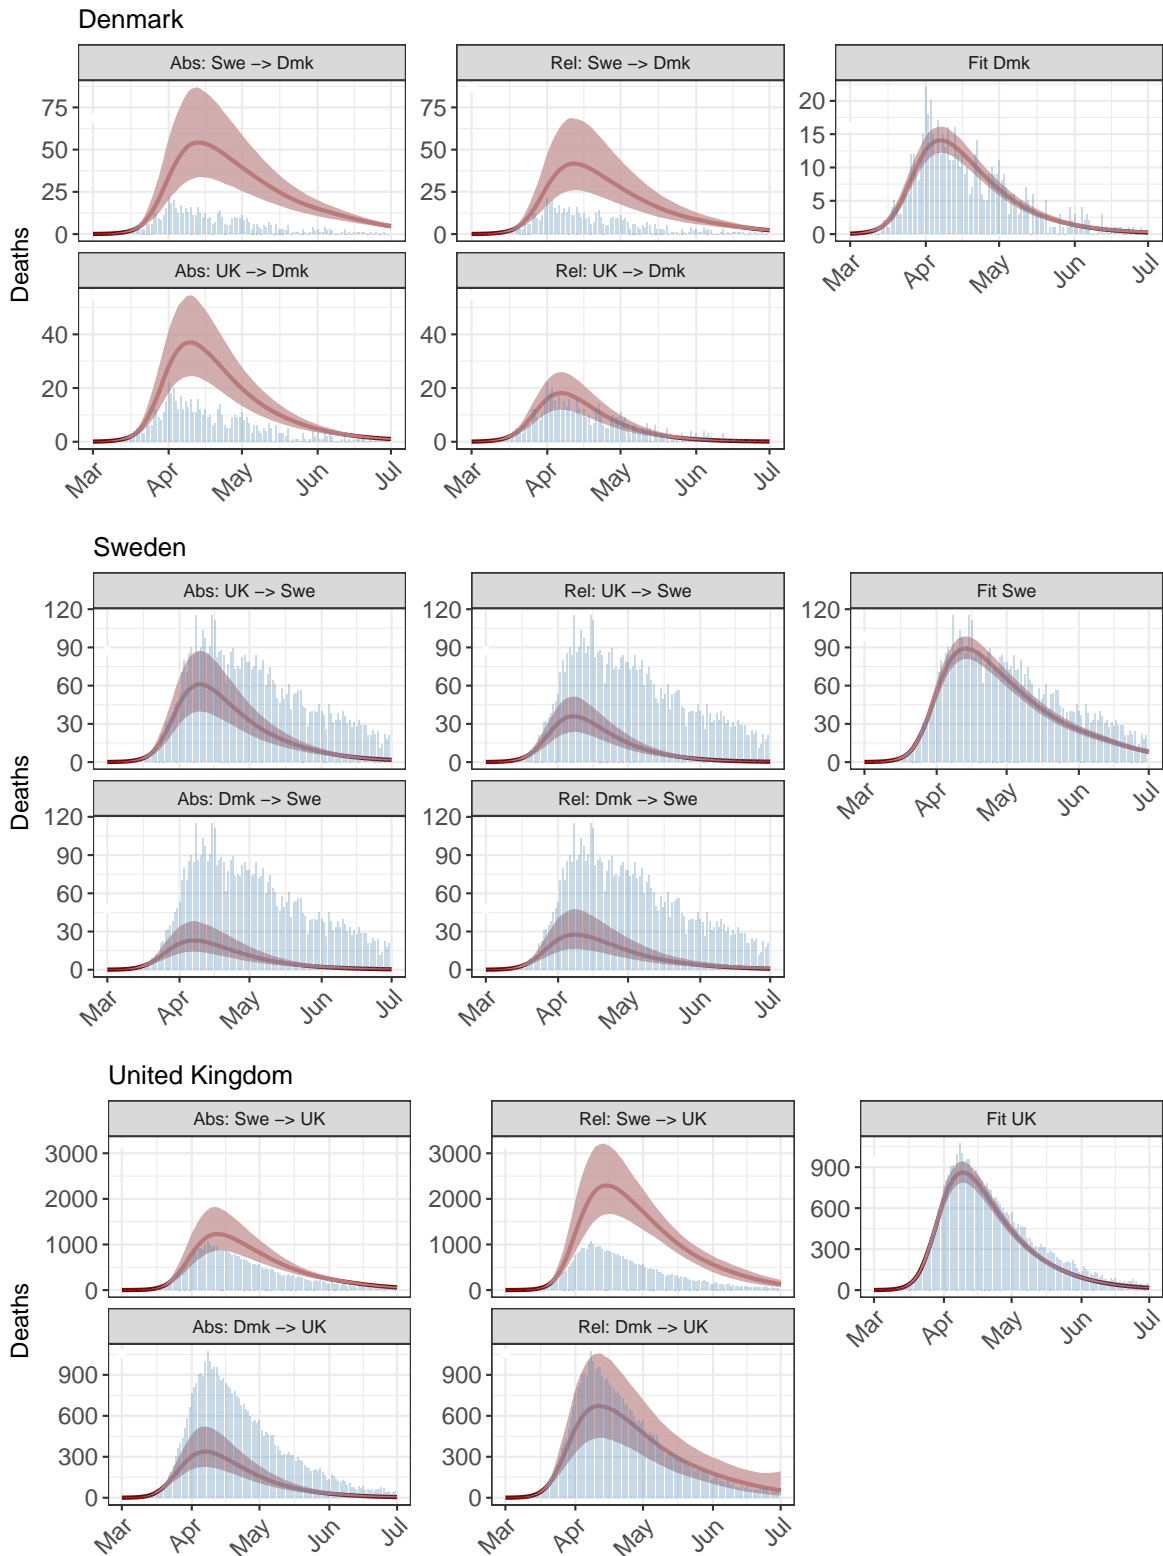 Denmark
Abs: Swe −> Dmk
Rel: Swe −> Dmk
Fit Dmk
75
50
25
0
75
50
25
0
20
15
10
5
0
Mar
Apr
May
Jun
Jul
Deaths
Abs: UK −> Dmk
Rel: UK −> Dmk
40
20
0
40
20
0
Mar
Apr
May
Jun
Jul
Mar
Apr
May
Jun
Jul
Sweden
Abs: UK −> Swe
Rel: UK −> Swe
Fit Swe
120
90
60
30
0
120
90
60
30
0
120
90
60
30
0
Mar
Apr
May
Jun
Jul
Deaths
Abs: Dmk −> Swe
Rel: Dmk −> Swe
120
90
60
30
0
120
90
60
30
0
Mar
Apr
May
Jun
Jul
Mar
Apr
May
Jun
Jul
United Kingdom
Abs: Swe −> UK
Rel: Swe −> UK
Fit UK
3000
2000
1000
0
3000
2000
1000
0
900
600
300
0
Mar
Apr
May
Jun
Jul
Deaths
Abs: Dmk −> UK
Rel: Dmk −> UK
900
600
300
0
900
600
300
0
Mar
Apr
May
Jun
Jul
Mar
Apr
May
Jun
Jul